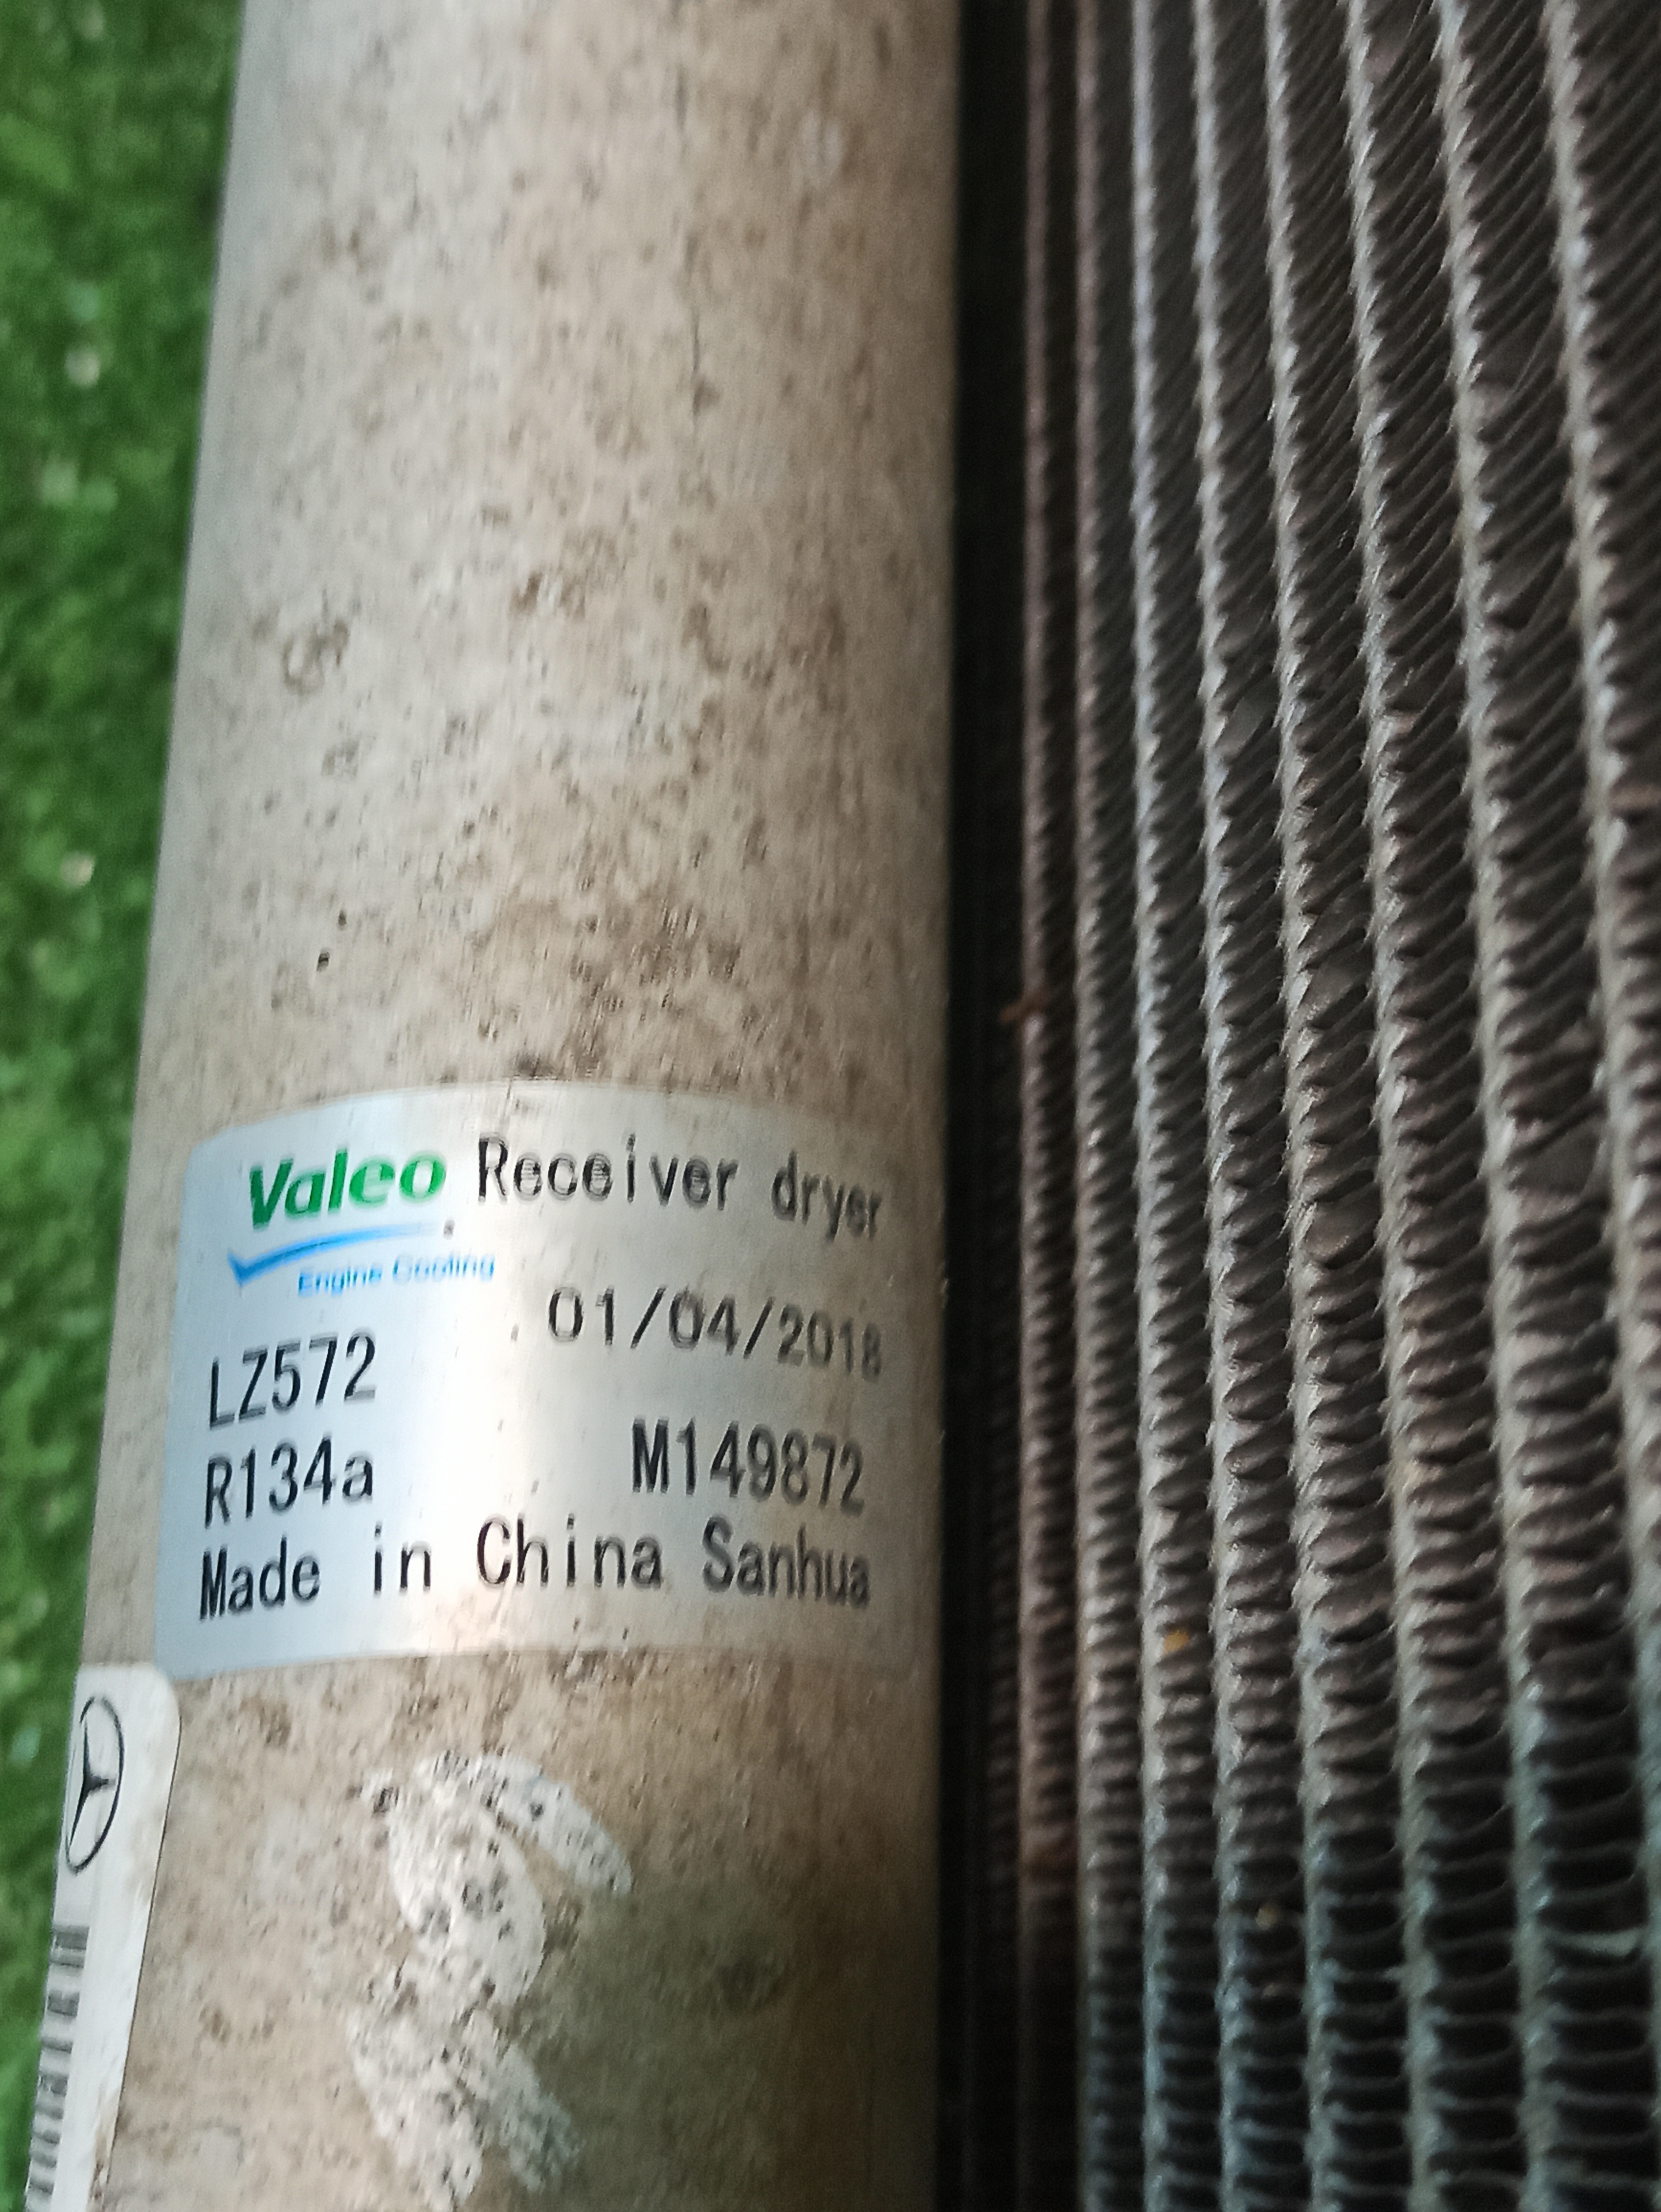 Valeo Receiver dryer
Engine Cooling
01/04/2018
LZ572
R134a M149872
Made in China Sanhua